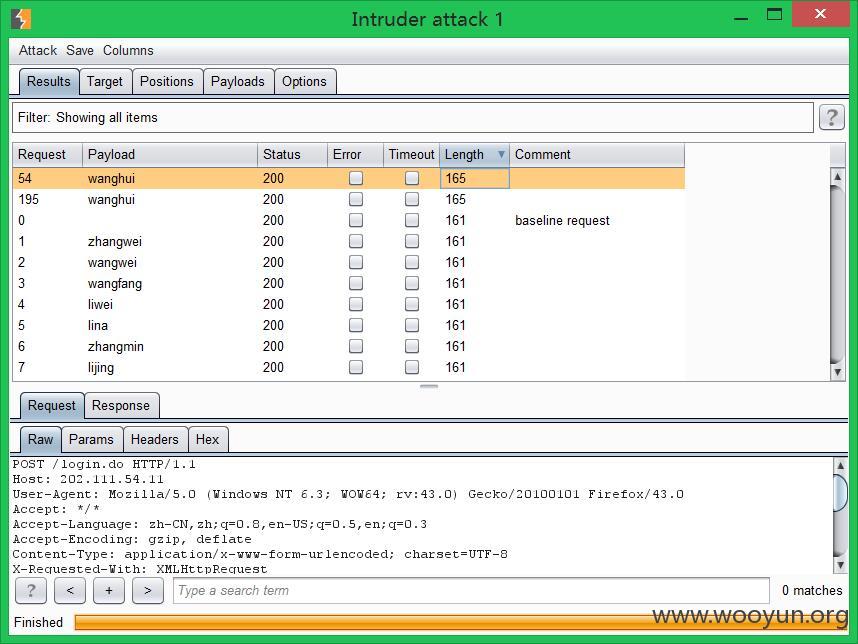 Intruder attack 1
Attack Save Columns
Results Target Positions Payloads Options
Filter: Showing all items ?
Request Payload Status Error Timeout Length Comment
54 wanghui 200 165
195 wanghui 200 165
0 200 161 baseline request
1 zhangwei 200 161
2 wangwei 200 161
3 wangfang 200 161
4 liwei 200 161
5 lina 200 161
6 zhangmin 200 161
7 lijing 200 161
Request Response
Raw Params Headers Hex
POST /login.do HTTP/1.1
Host: 202.111.54.11
User-Agent: Mozilla/5.0 (Windows NT 6.3; WOW64; rv:43.0) Gecko/20100101 Firefox/43.0
Accept: */*
Accept-Language: zh-CN,zh;q=0.8,en-US;q=0.5,en;q=0.3
Accept-Encoding: gzip, deflate
Content-Type: application/x-www-form-urlencoded; charset=UTF-8
X-Requested-With: XMLHttpRequest
? < + > Type a search term 0 matches
Finished
www.wooyun.org